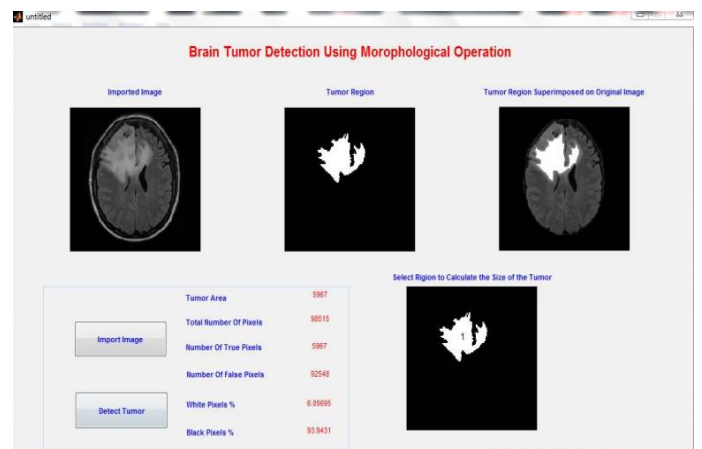 untitled
Brain Tumor Detection Using Morophological Operation
Imported Image
Tumor Region
Tumor Region Superimposed on Original Image
Select Rigion to Calculate the Size of the Tumor
1
Import Image
Detect Tumor
Tumor Area 5967
Total Number Of Pixels 98515
Number Of True Pixels 5967
Number Of False Pixels 92548
White Pixels % 6.05695
Black Pixels % 93.9431